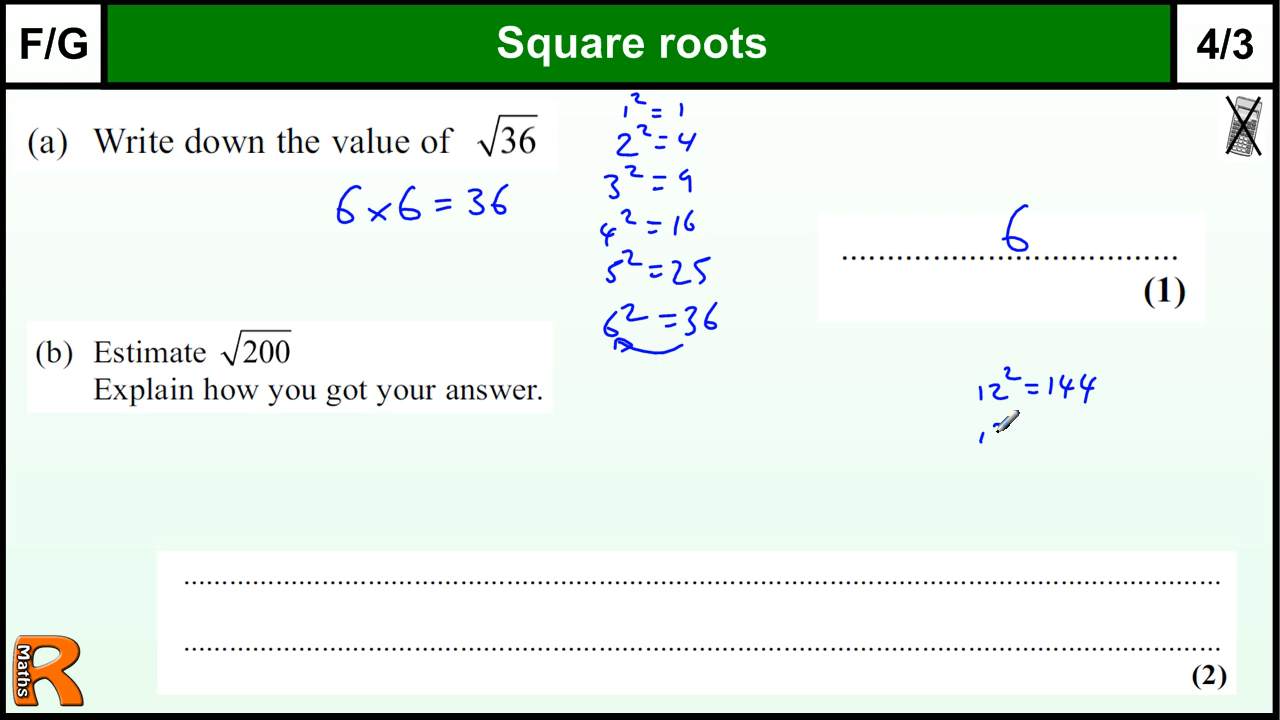 F/G
Square roots
4/3
(a) Write down the value of √36
6 × 6 = 36
1² = 1
2² = 4
3² = 9
4² = 16
5² = 25
6² = 36
6
(1)
(b) Estimate √200
Explain how you got your answer.
12² = 144
1
(2)
R Maths